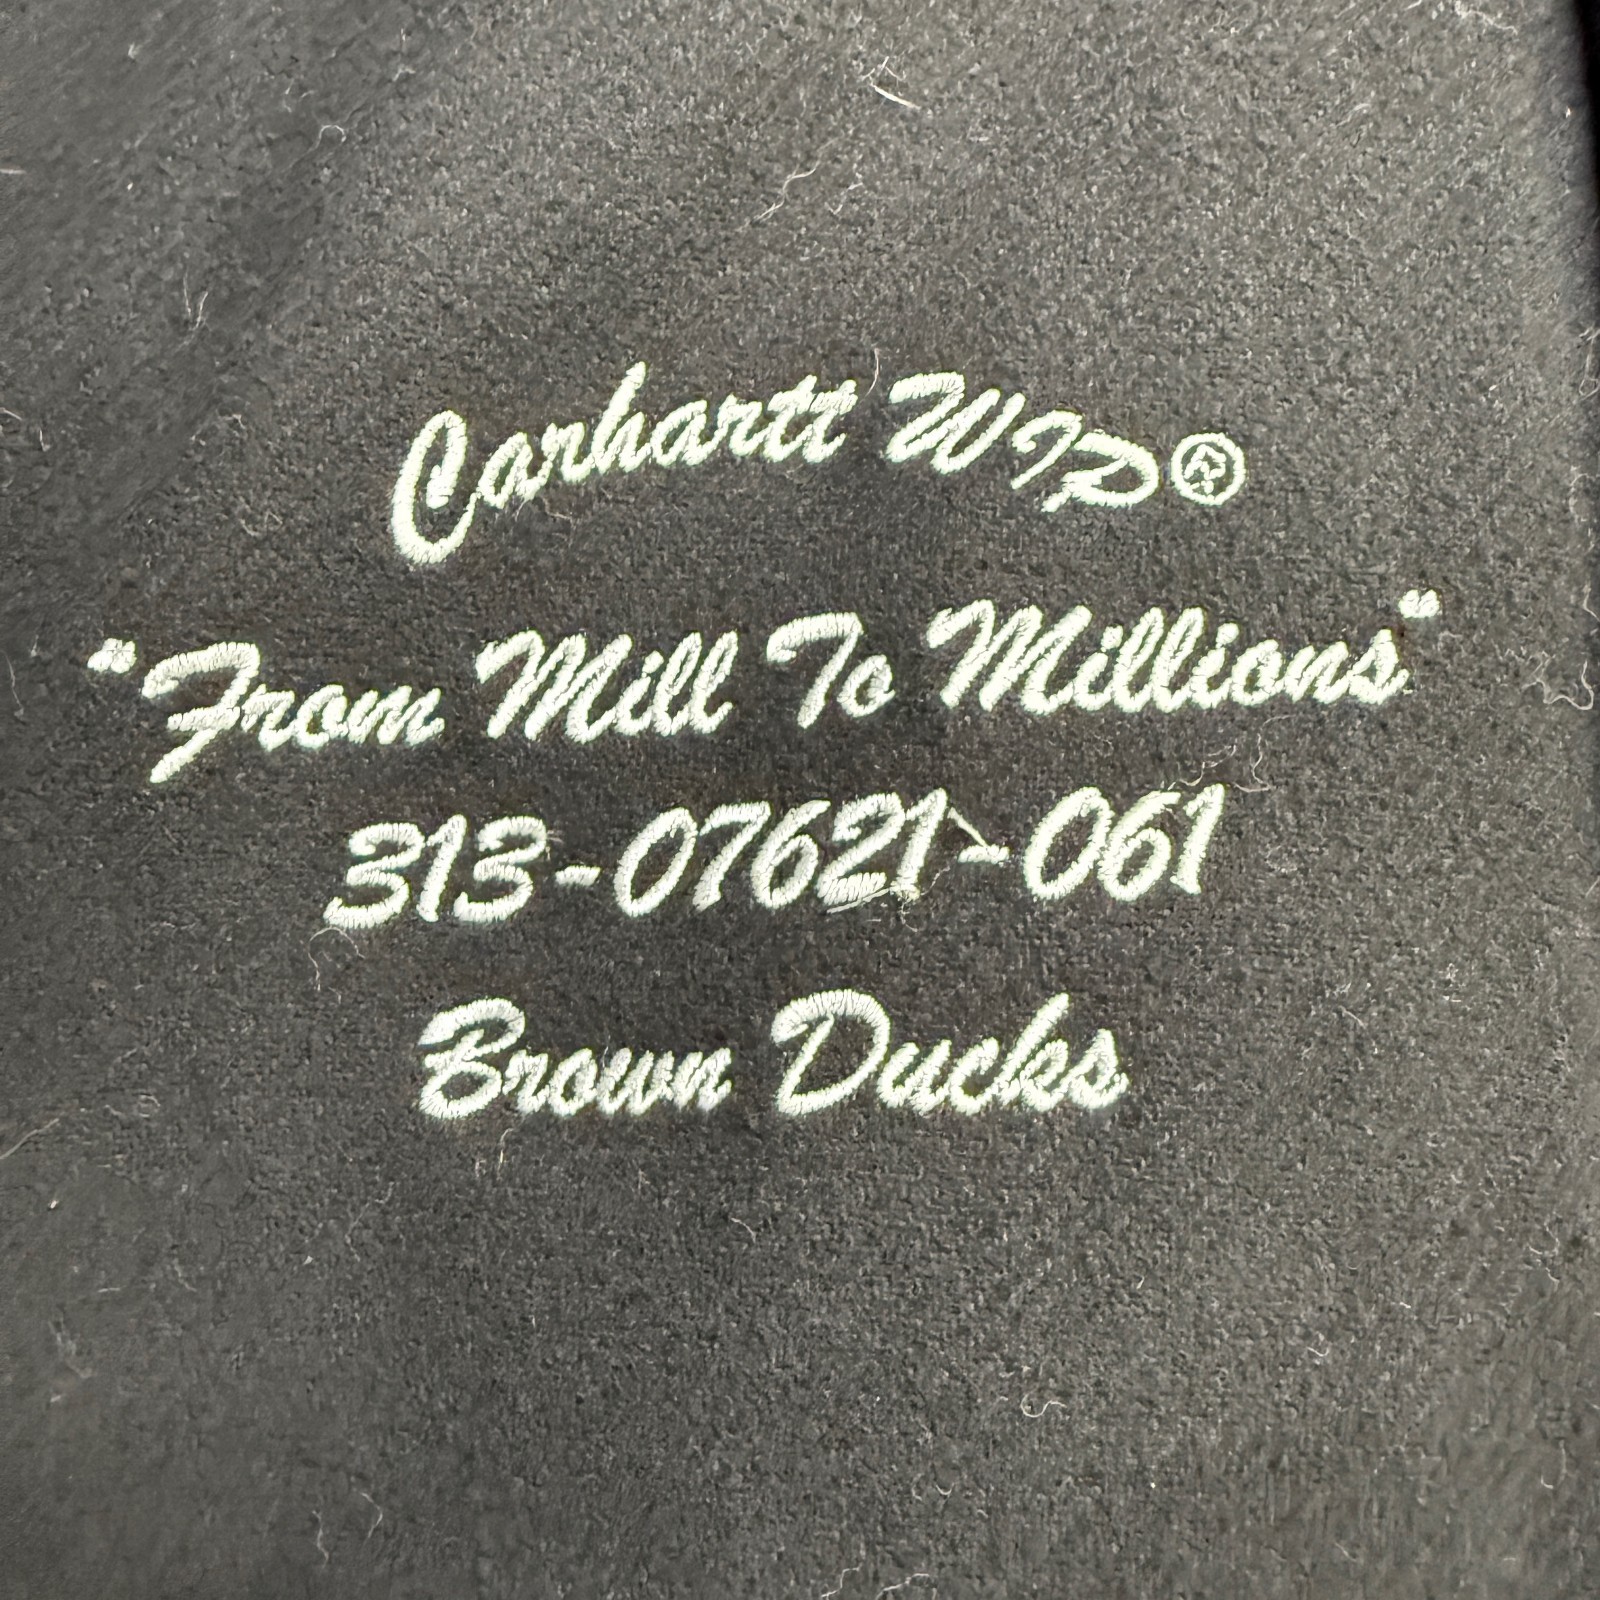 Carhartt WIP®
“From Mill To Millions“
313-07621-061
Brown Ducks